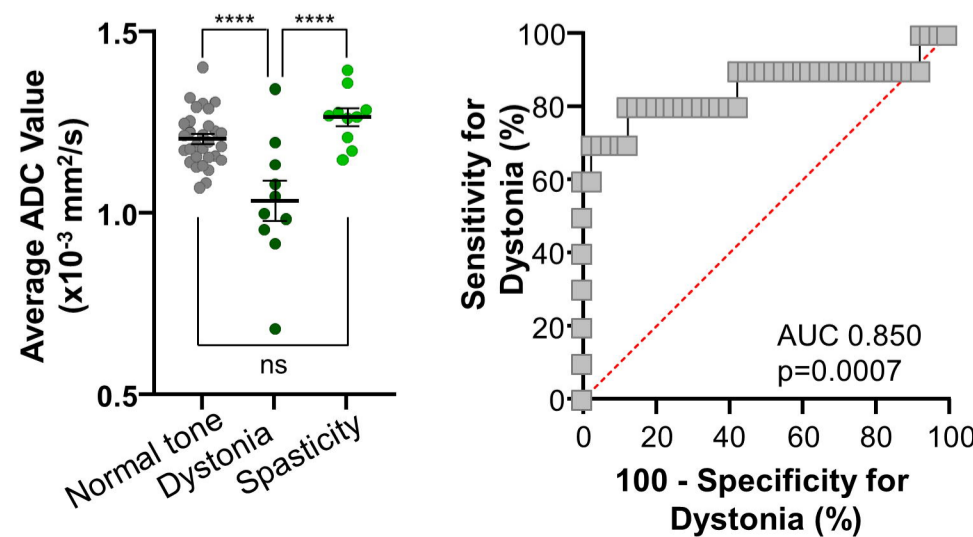 Average ADC Value
(x10⁻³ mm²/s)
1.5
1.0
0.5
****
****
ns
Normal tone
Dystonia
Spasticity
Sensitivity for
Dystonia (%)
100
80
60
40
20
0
AUC 0.850
p=0.0007
0 20 40 60 80 100
100 - Specificity for
Dystonia (%)